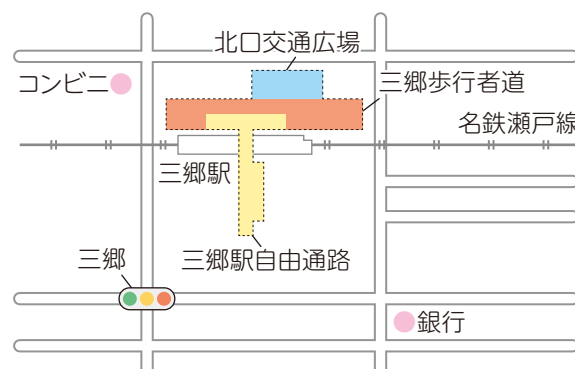 北口交通広場
コンビニ
三郷歩行者道
名鉄瀬戸線
三郷駅
三郷
三郷駅自由通路
銀行